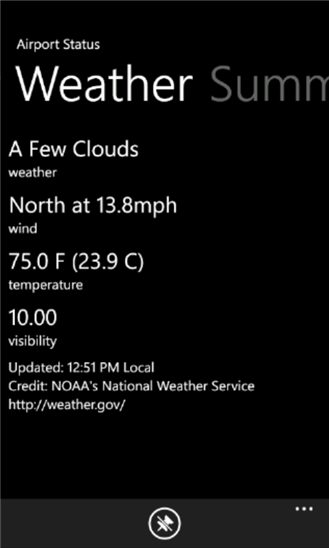 Airport Status
Weather Summ
A Few Clouds
weather
North at 13.8mph
wind
75.0 F (23.9 C)
temperature
10.00
visibility
Updated: 12:51 PM Local
Credit: NOAA's National Weather Service
http://weather.gov/